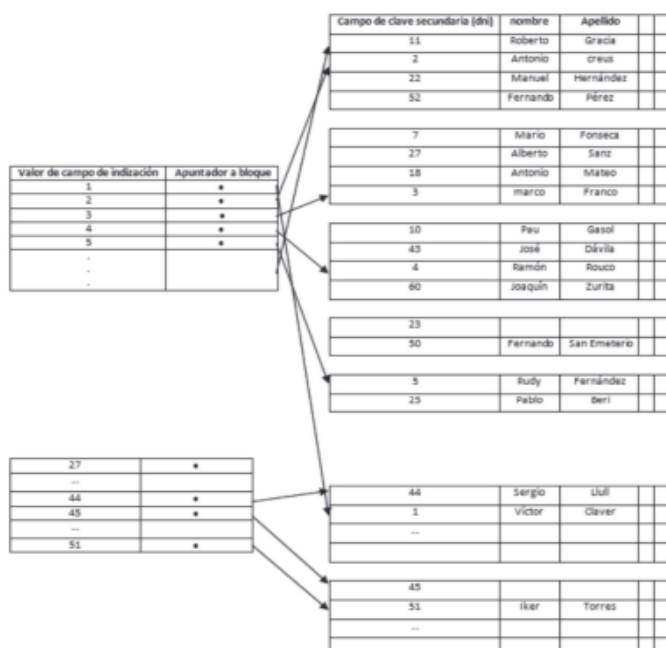 Campo de clave secundaria (dni) nombre Apellido
11 Roberto Gracia
2 Antonio creus
22 Manuel Hernández
52 Fernando Pérez
7 Mario Fonseca
27 Alberto Sanz
18 Antonio Mateo
3 marco Franco
10 Pau Gasol
43 José Dávila
4 Ramón Rouco
60 Joaquín Zurita
23
50 Fernando San Emeterio
5 Rudy Fernández
25 Pablo Beri
44 Sergio Llull
1 Víctor Claver
...
45
51 Iker Torres
...
Valor de campo de indización Apuntador a bloque
1 •
2 •
3 •
4 •
5 •
.
.
.
27 •
...
44 •
45 •
...
51 •